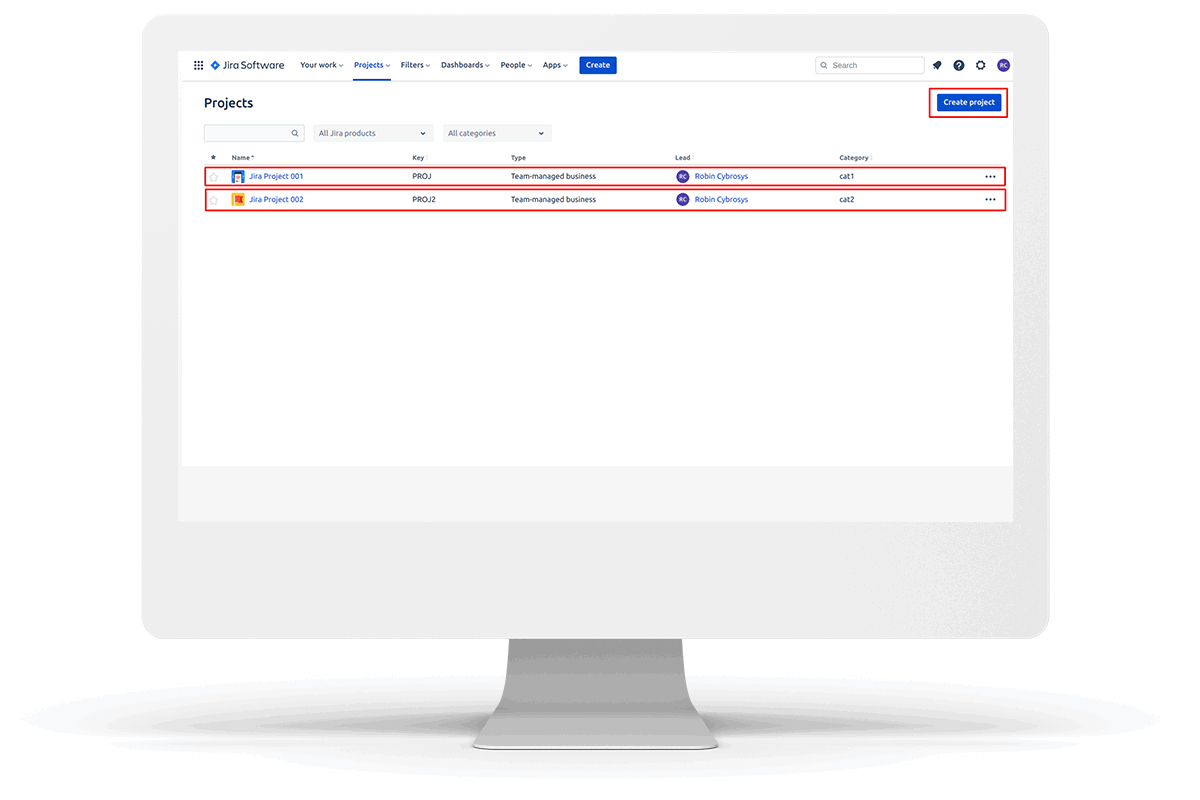 Jira Software Your work Projects Filters Dashboards People Apps Create Search RC
Projects Create project
All Jira products All categories
Name Key Type Lead Category
Jira Project 001 PROJ Team-managed business RC Robin Cybrosys cat1
Jira Project 002 PROJ2 Team-managed business RC Robin Cybrosys cat2